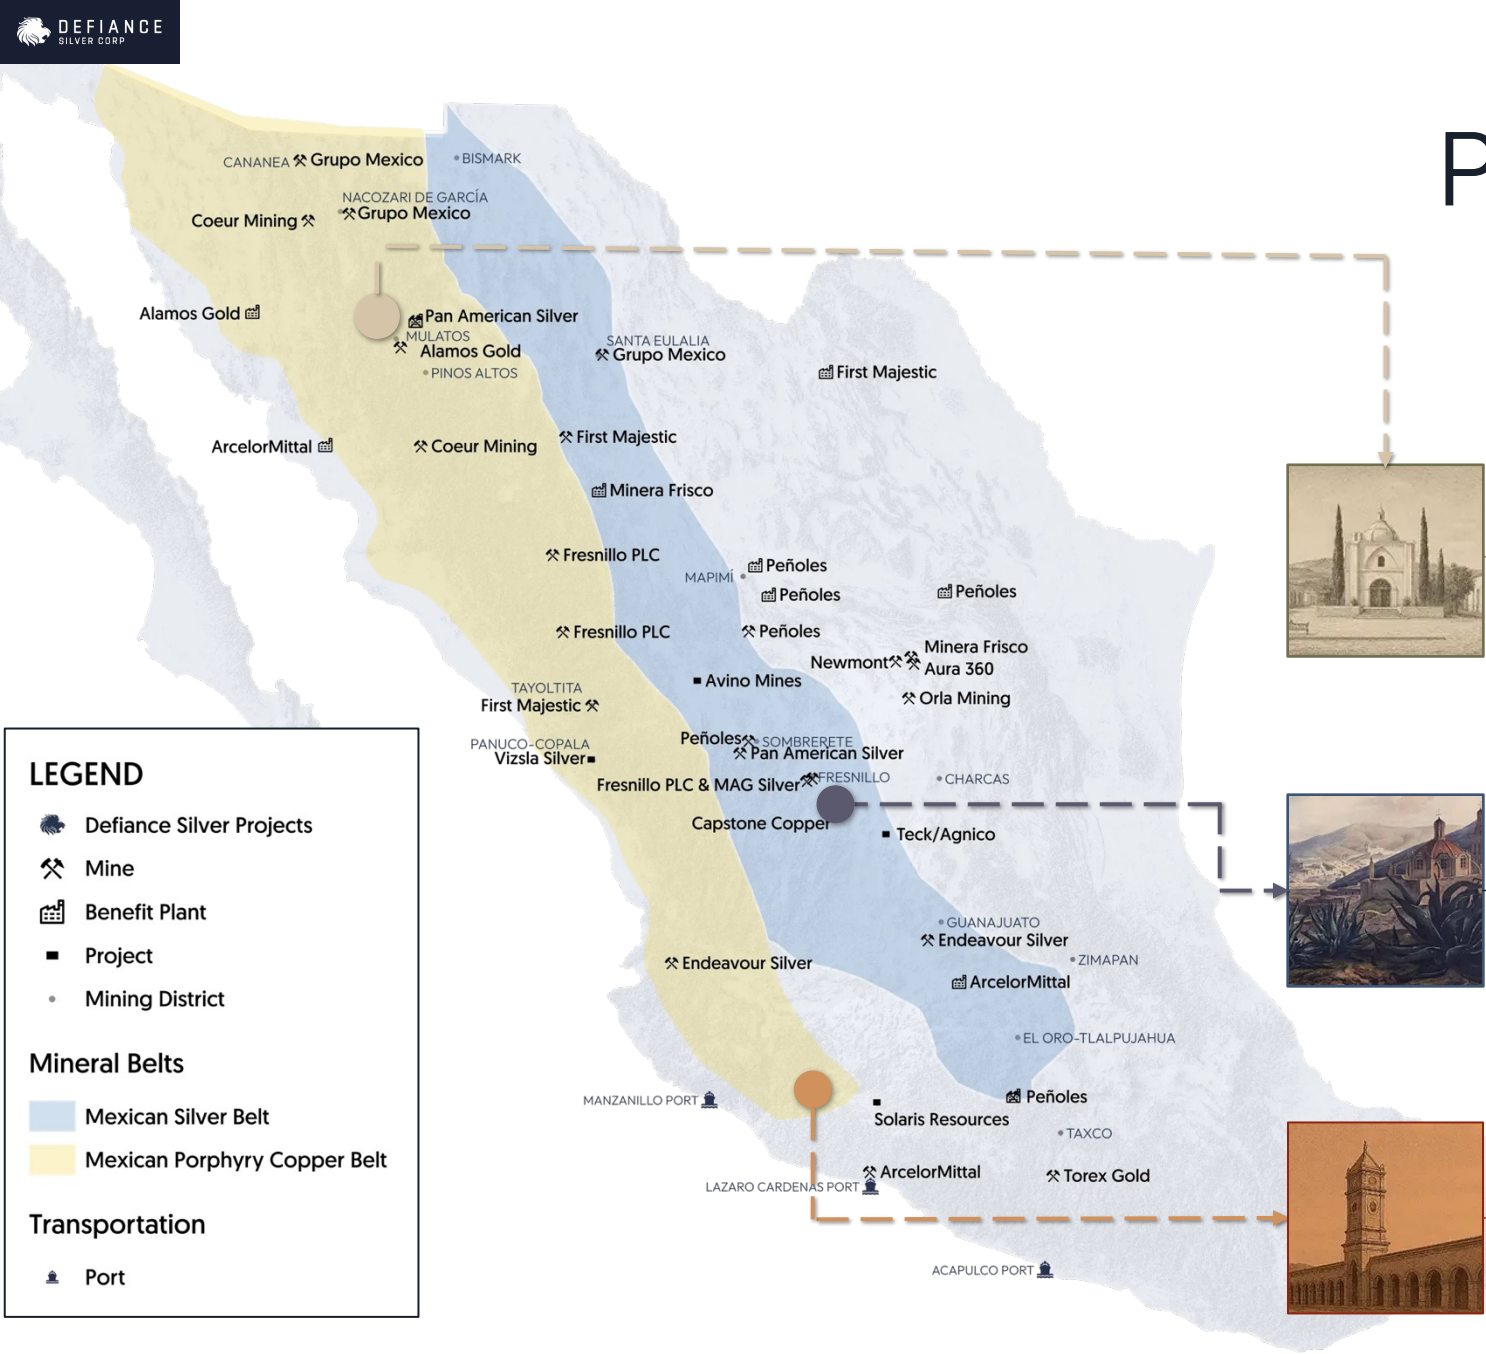 DEFIANCE
SILVER CORP
P
CANANEA
Grupo Mexico
BISMARK
NACOZARI DE GARCÍA
Coeur Mining
Grupo Mexico
Alamos Gold
Pan American Silver
MULATOS
Alamos Gold
SANTA EULALIA
Grupo Mexico
PINOS ALTOS
First Majestic
ArcelorMittal
Coeur Mining
First Majestic
Minera Frisco
Fresnillo PLC
Peñoles
MAPIMÍ
Peñoles
Peñoles
Fresnillo PLC
Peñoles
Minera Frisco
Newmont
Aura 360
Avino Mines
TAYOLTITA
First Majestic
Orla Mining
PANUCO-COPALA
Vizsla Silver
Peñoles
SOMBRERETE
Pan American Silver
Fresnillo PLC & MAG Silver
FRESNILLO
CHARCAS
Capstone Copper
Teck/Agnico
GUANAJUATO
Endeavour Silver
Endeavour Silver
ZIMAPAN
ArcelorMittal
EL ORO-TLALPUJAHUA
MANZANILLO PORT
Peñoles
Solaris Resources
TAXCO
ArcelorMittal
LAZARO CARDENAS PORT
Torex Gold
ACAPULCO PORT
LEGEND
Defiance Silver Projects
Mine
Benefit Plant
Project
Mining District
Mineral Belts
Mexican Silver Belt
Mexican Porphyry Copper Belt
Transportation
Port